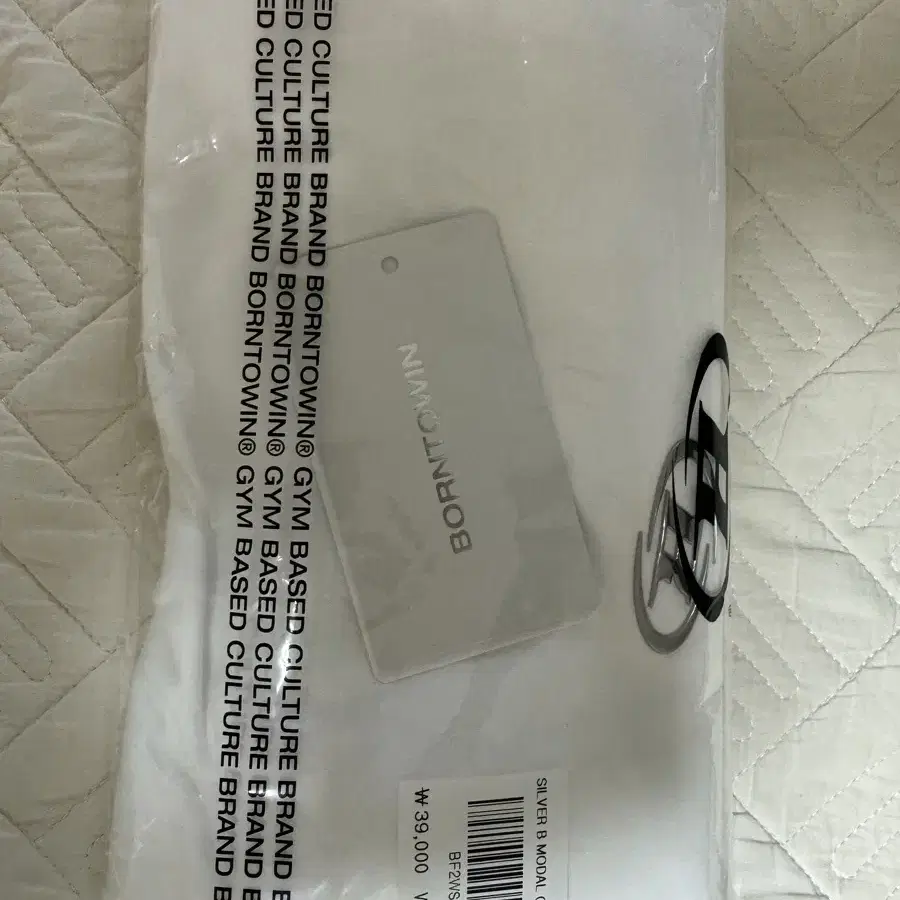 ED CULTURE BRAND BORNTOWIN® GYM BASED CULTURE BRAND B
ED CULTURE BRAND BORNTOWIN® GYM BASED CULTURE BRAND B
ED CULTURE BRAND BORNTOWIN® GYM BASED CULTURE BRAND B
BORNTOWIN
SILVER B MODAL
BF2WS
₩39,000